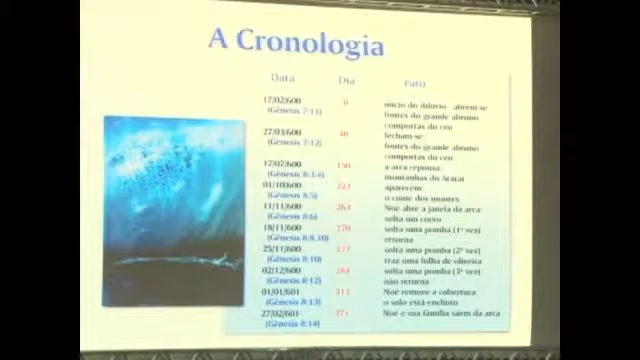 A Cronologia
Data Dia Fato
17/02/600 0 início do dilúvio - abrem-se
(Gênesis 7:11) fontes do grande abismo
comportas do céu
27/03/600 40 fecham-se:
(Gênesis 7:12) fontes do grande abismo
comportas do céu
17/07/600 150 a arca repousa:
(Gênesis 8:3,4) montanhas do Ararat
01/10/600 223 aparecem:
(Gênesis 8:5) o cume dos montes
11/11/600 263 Noé abre a janela da arca:
(Gênesis 8:6) solta um corvo
18/11/600 270 solta uma pomba (1ª vez)
(Gênesis 8:8,10) retorna
25/11/600 277 solta uma pomba (2ª vez)
(Gênesis 8:10) traz uma folha de oliveira
02/12/600 284 solta uma pomba (3ª vez)
(Gênesis 8:12) não retorna
01/01/601 313 Noé remove a cobertura
(Gênesis 8:13) o solo está enxuto
27/02/601 371 Noé e sua família saem da arca
(Gênesis 8:14)